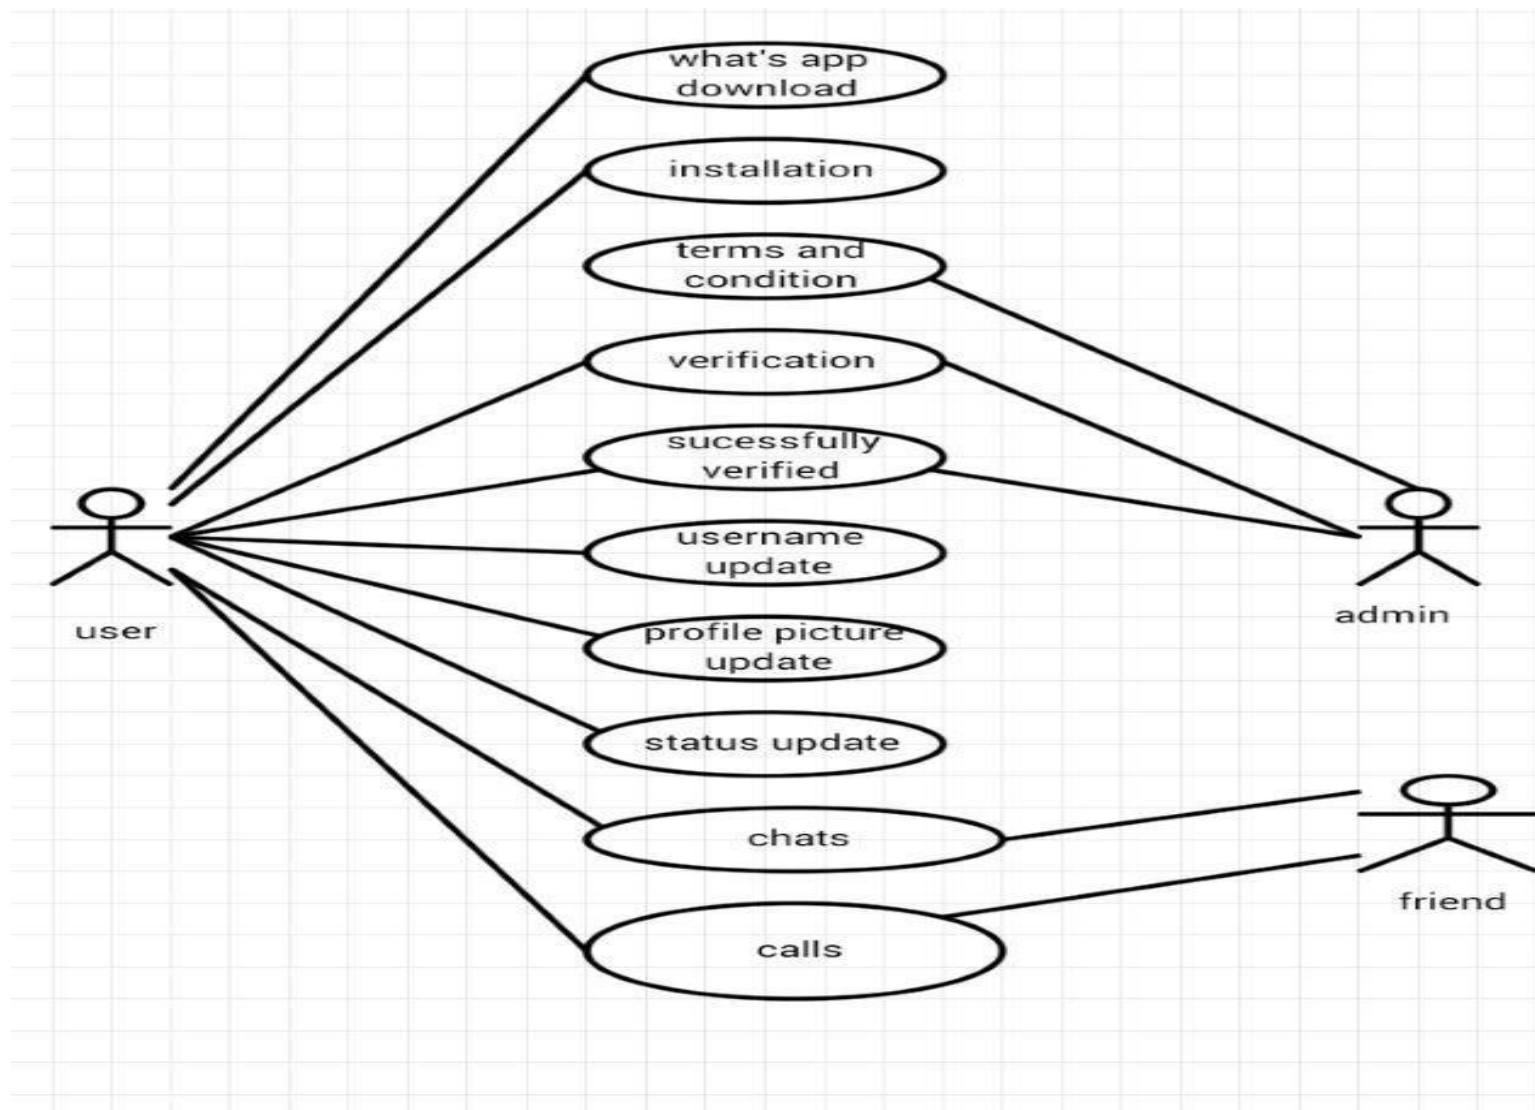 what's app
download
installation
terms and
condition
verification
sucessfully
verified
username
update
user
admin
profile picture
update
status update
chats
friend
calls